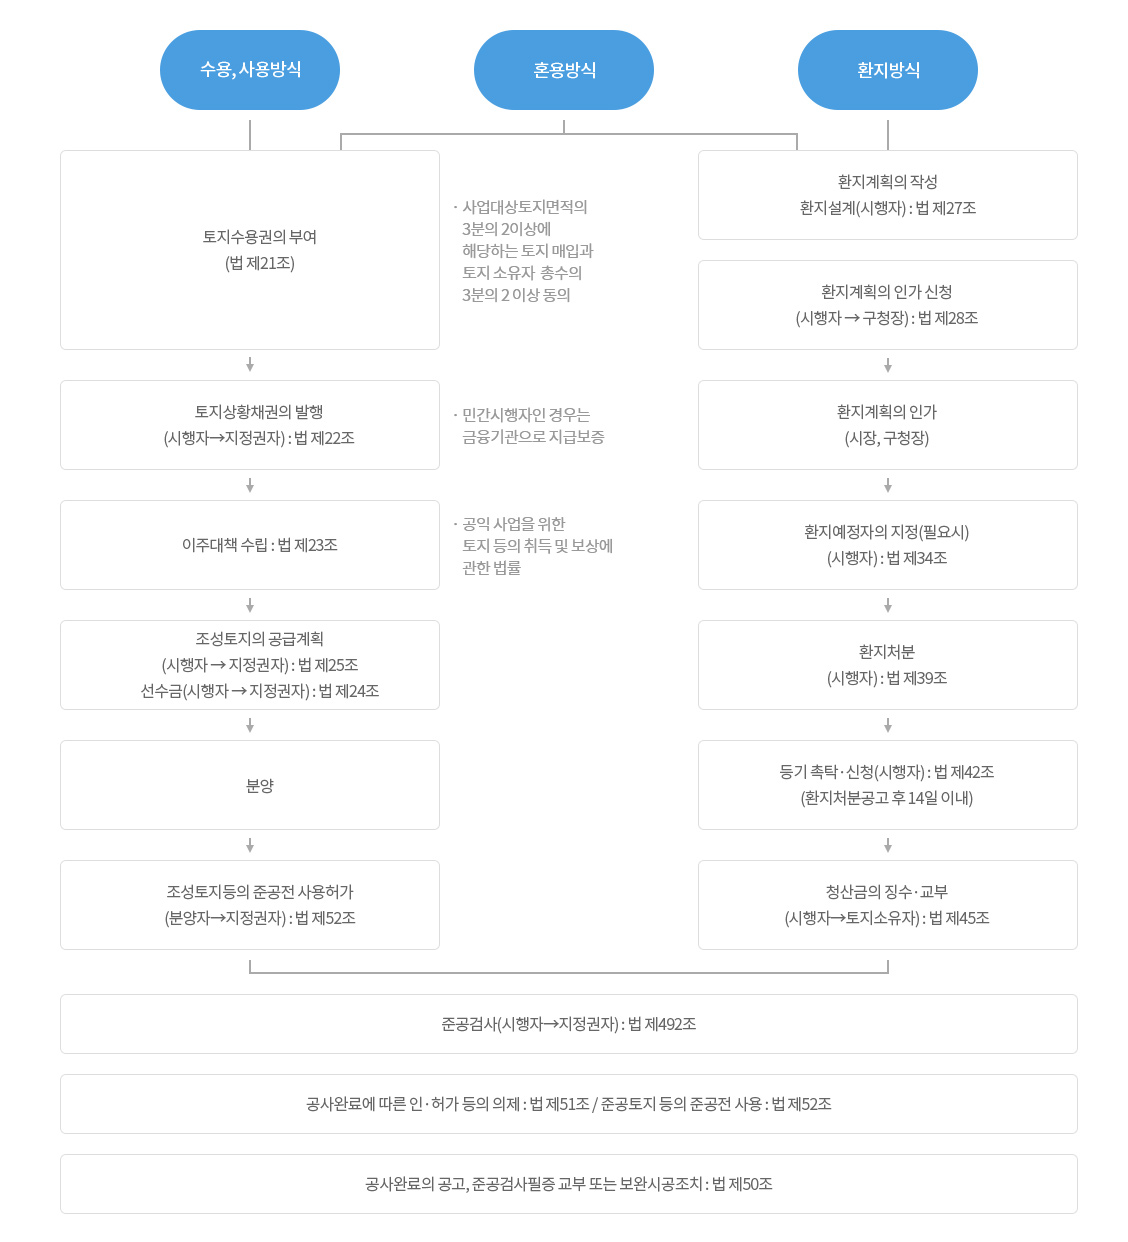 수용, 사용방식
혼용방식
환지방식
토지수용권의 부여
(법 제21조)
· 사업대상토지면적의
3분의 2이상에
해당하는 토지 매입과
토지 소유자 총수의
3분의 2 이상 동의
환지계획의 작성
환지설계(시행자) : 법 제27조
환지계획의 인가 신청
(시행자 → 구청장) : 법 제28조
토지상황채권의 발행
(시행자→지정권자) : 법 제22조
· 민간시행자인 경우는
금융기관으로 지급보증
환지계획의 인가
(시장, 구청장)
이주대책 수립 : 법 제23조
· 공익 사업을 위한
토지 등의 취득 및 보상에
관한 법률
환지예정자의 지정(필요시)
(시행자) : 법 제34조
조성토지의 공급계획
(시행자 → 지정권자) : 법 제25조
선수금(시행자 → 지정권자) : 법 제24조
환지처분
(시행자) : 법 제39조
분양
등기 촉탁·신청(시행자) : 법 제42조
(환지처분공고 후 14일 이내)
조성토지등의 준공전 사용허가
(분양자→지정권자) : 법 제52조
청산금의 징수·교부
(시행자→토지소유자) : 법 제45조
준공검사(시행자→지정권자) : 법 제492조
공사완료에 따른 인·허가 등의 의제 : 법 제51조 / 준공토지 등의 준공전 사용 : 법 제52조
공사완료의 공고, 준공검사필증 교부 또는 보완시공조치 : 법 제50조